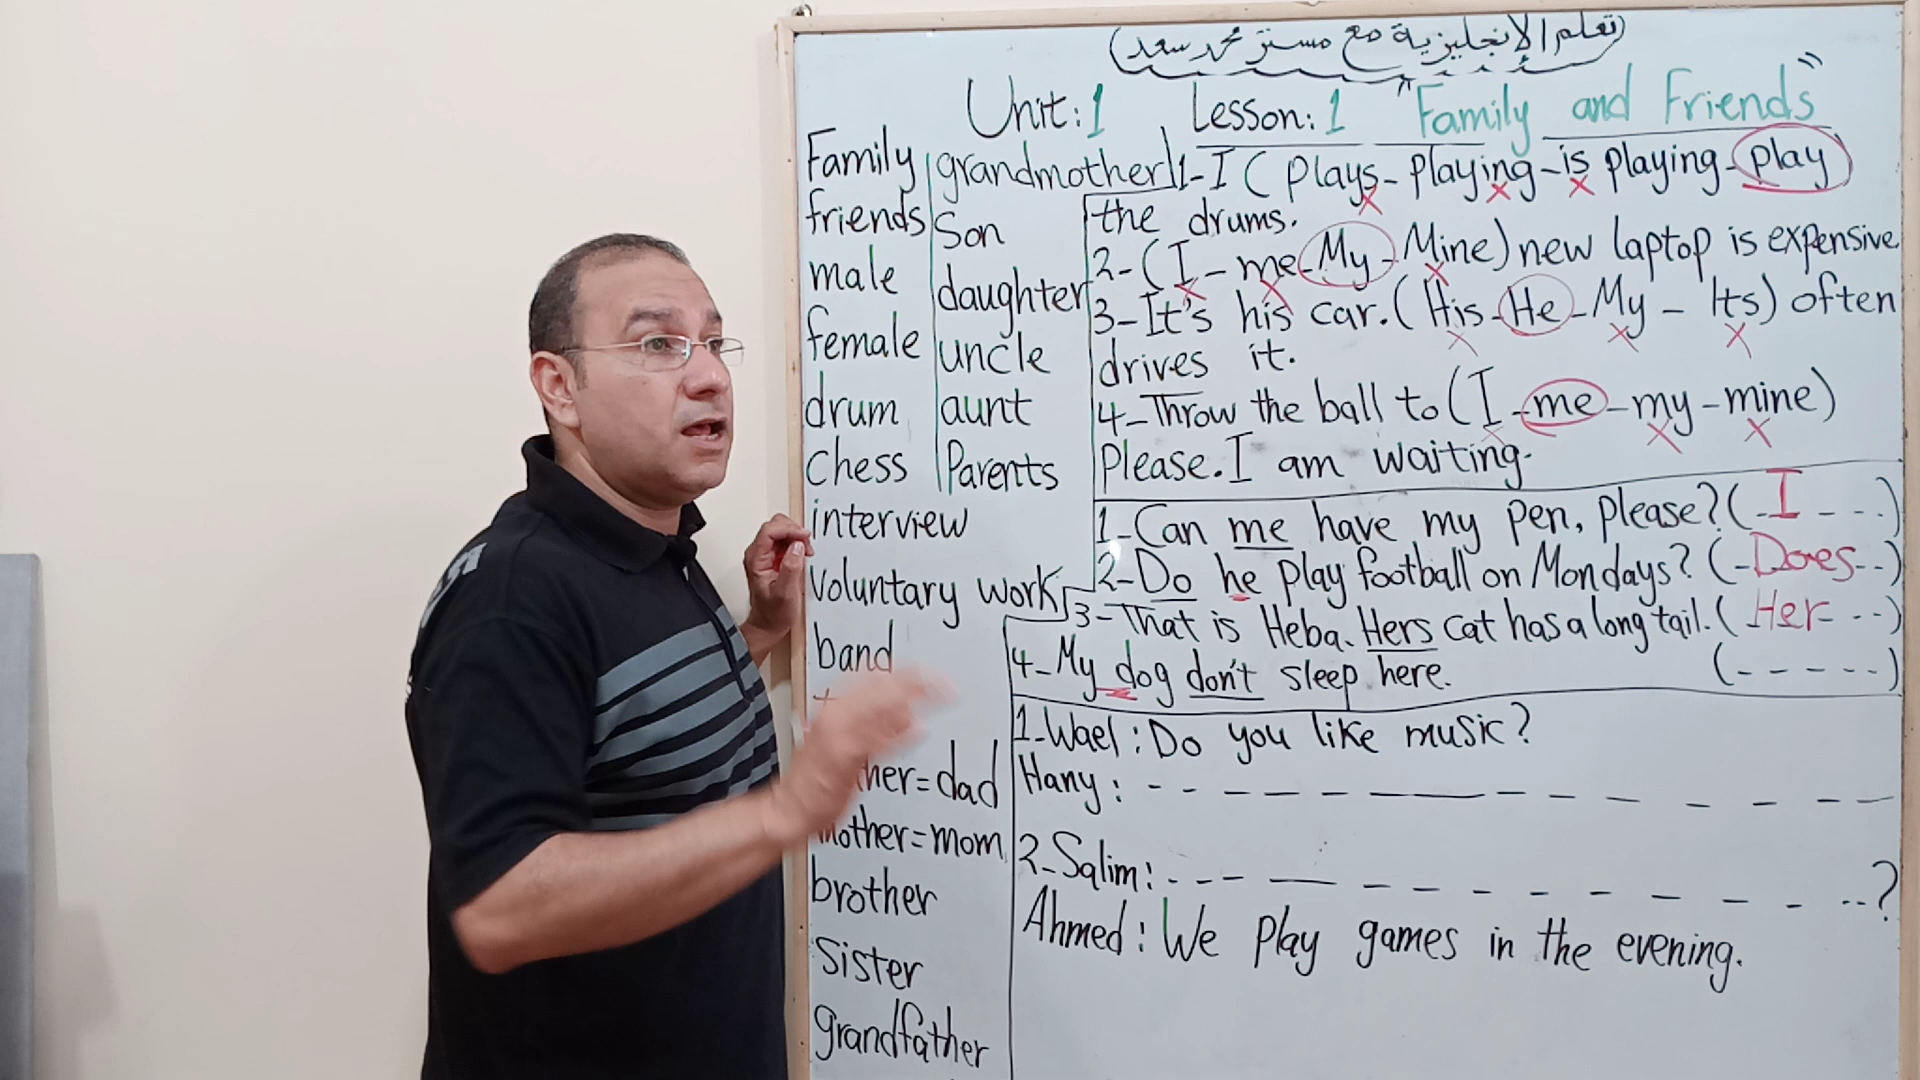 (تعلم الإنجليزية مع مستر محمد سعد)
Unit:1 Lesson:1 "Family and Friends"
Family
friends
male
female
drum
chess
interview
voluntary work
band
ther=dad
mother=mom
brother
Sister
grandfather
grandmother
Son
daughter
uncle
aunt
Parents
1-I (plays-playing-is playing-play
the drums.
2-(I-me-My-Mine) new laptop is expensive.
3-It's his car.(His-He-My-Its) often
drives it.
4-Throw the ball to (I-me-my-mine)
Please. I am waiting.
1-Can me have my pen, please? (-I---)
2-Do he play football on Mondays? (-Does--)
3-That is Heba. Hers cat has a long tail. (Her---)
4-My dog don't sleep here. (-----)
1-Wael: Do you like music?
Hany: - - - - - - - - - - - - - - -
2-Salim: - - - - - - - - - - - - - - ?
Ahmed: We play games in the evening.